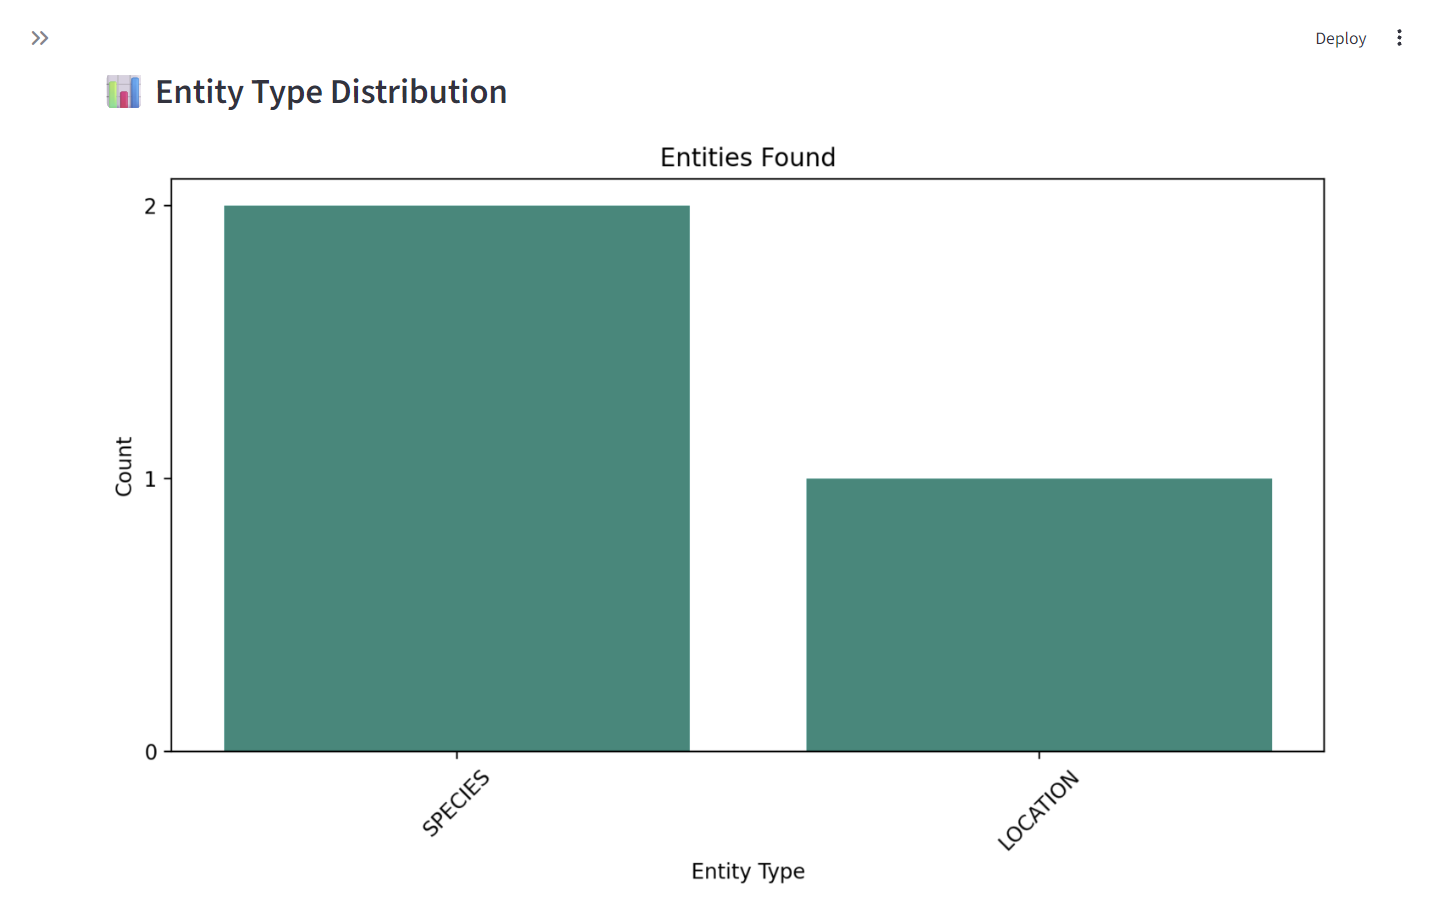 Deploy
Entity Type Distribution
Entities Found
2
1
0
Count
SPECIES
LOCATION
Entity Type